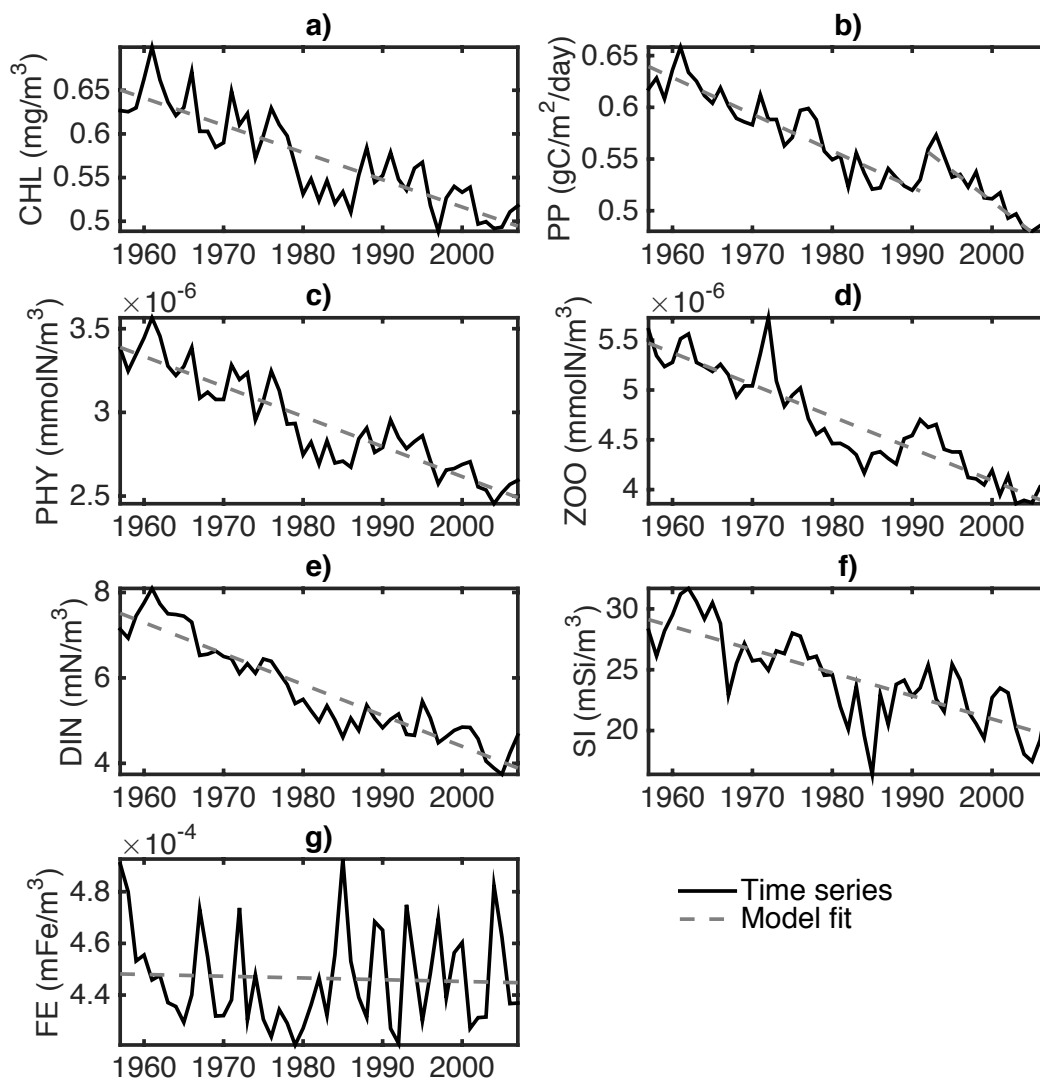 a)
CHL (mg/m³)
0.65
0.6
0.55
0.5
1960 1970 1980 1990 2000
b)
PP (gC/m²/day)
0.65
0.6
0.55
0.5
1960 1970 1980 1990 2000
c)
×10⁻⁶
PHY (mmolN/m³)
3.5
3
2.5
1960 1970 1980 1990 2000
d)
×10⁻⁶
ZOO (mmolN/m³)
5.5
5
4.5
4
1960 1970 1980 1990 2000
e)
DIN (mN/m³)
8
6
4
1960 1970 1980 1990 2000
f)
SI (mSi/m³)
30
25
20
1960 1970 1980 1990 2000
g)
×10⁻⁴
FE (mFe/m³)
4.8
4.6
4.4
1960 1970 1980 1990 2000
Time series
Model fit